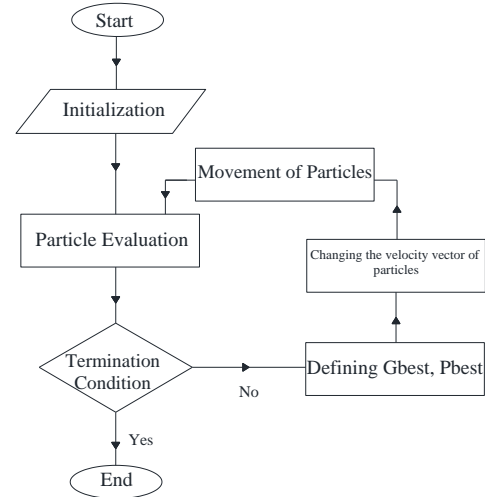 Start
Initialization
Movement of Particles
Particle Evaluation
Changing the velocity vector of
particles
Termination
Condition
No
Defining Gbest, Pbest
Yes
End